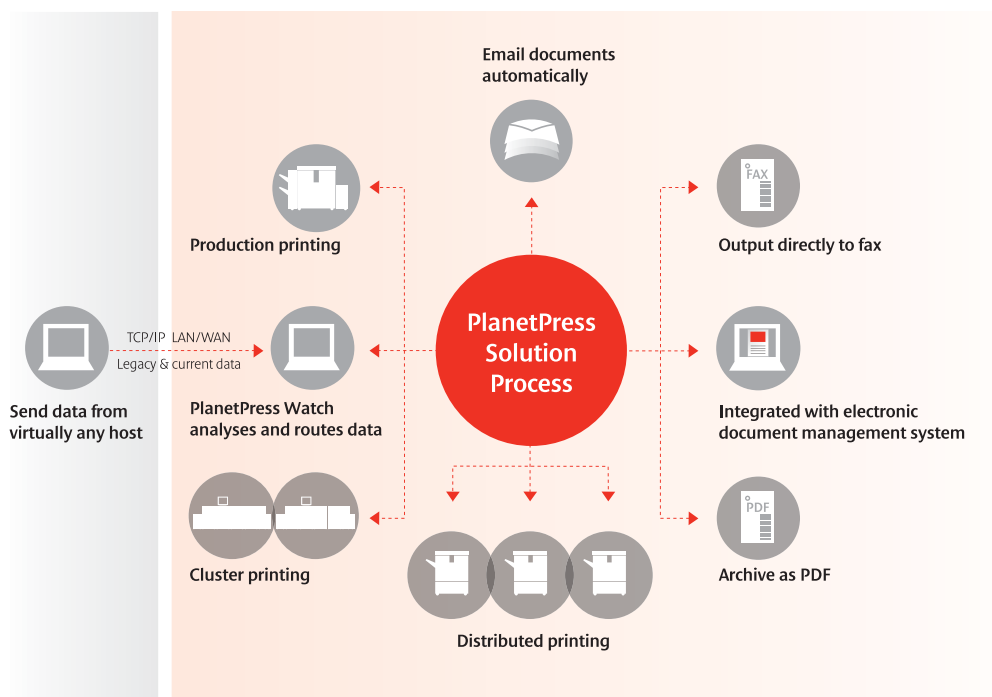 Email documents
automatically
FAX
Production printing
Output directly to fax
PlanetPress
Solution
Process
TCP/IP LAN/WAN
Legacy & current data
Send data from
virtually any host
PlanetPress Watch
analyses and routes data
Integrated with electronic
document management system
PDF
Cluster printing
Archive as PDF
Distributed printing